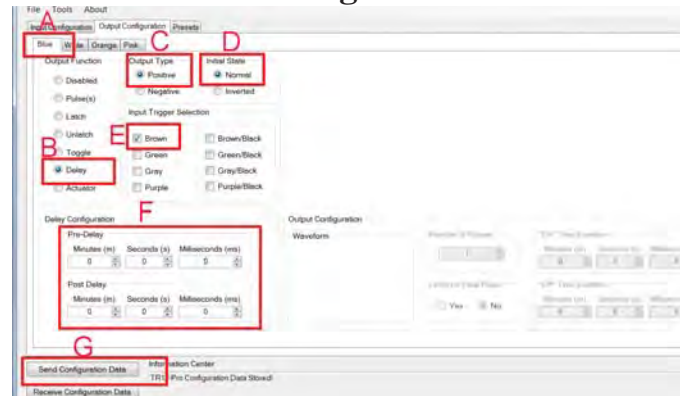 File Tools About
A
Input Configuration Output Configuration Presets
Blue White Orange Pink C D
Output Function Output Type Initial State
Disabled Positive Normal
Pulse(s) Negative Inverted
Latch Input Trigger Selection
Unlatch E Brown Brown/Black
B Toggle Green Green/Black
Delay Gray Gray/Black
Actuator Purple Purple/Black
F
Delay Configuration Output Configuration
Pre-Delay Waveform
Minutes (m) Seconds (s) Milliseconds (ms)
0 0 0
Post Delay
Minutes (m) Seconds (s) Milliseconds (ms)
0 0 0 Yes No
G
Send Configuration Data Information Center
Pro Configuration Data Stored!
Receive Configuration Data